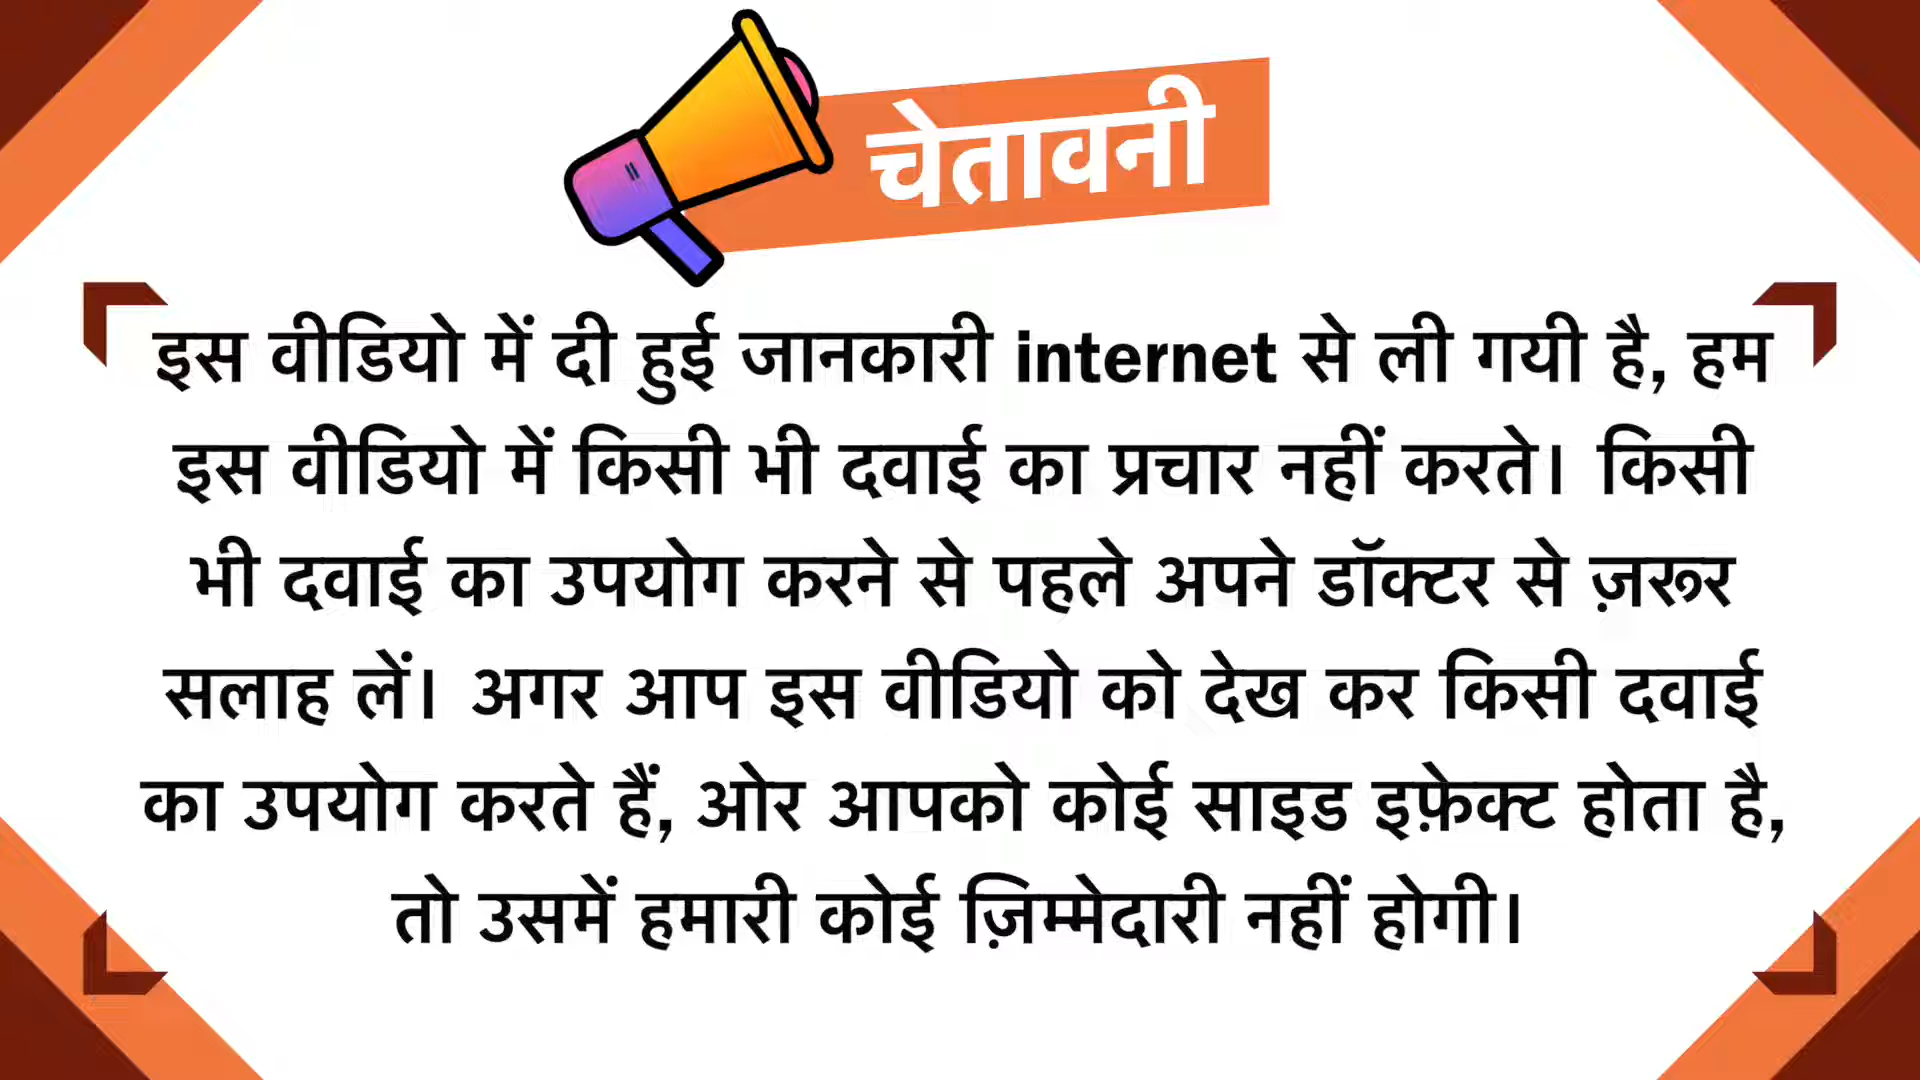 चेतावनी
इस वीडियो में दी हुई जानकारी internet से ली गयी है, हम
इस वीडियो में किसी भी दवाई का प्रचार नहीं करते। किसी
भी दवाई का उपयोग करने से पहले अपने डॉक्टर से ज़रूर
सलाह लें। अगर आप इस वीडियो को देख कर किसी दवाई
का उपयोग करते हैं, ओर आपको कोई साइड इफ़ेक्ट होता है,
तो उसमें हमारी कोई ज़िम्मेदारी नहीं होगी।